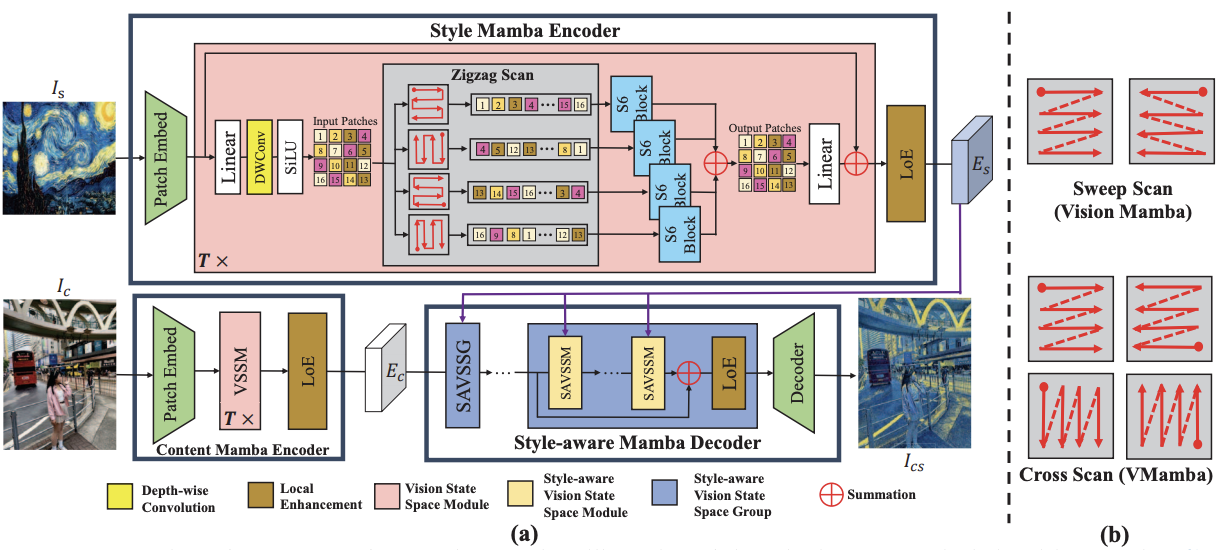 Style Mamba Encoder
I_s
Patch Embed
Linear
DWConv
SiLU
Input Patches
1 2 3 4
8 7 6 5
9 10 11 12
16 15 14 13
Zigzag Scan
1 2 3 4 ··· 15 16
4 5 12 13 ··· 8 1
13 14 15 16 ··· 3 4
16 9 8 1 ··· 12 13
S6
Block
S6
Block
S6
Block
S6
Block
Output Patches
1 2 3 4
8 7 6 5
9 10 11 12
16 15 14 13
Linear
T ×
LoE
E_s
I_c
Patch Embed
VSSM
T ×
LoE
Content Mamba Encoder
E_c
SAVSSG
···
SAVSSM
···
SAVSSM
LoE
Decoder
Style-aware Mamba Decoder
I_cs
Depth-wise
Convolution
Local
Enhancement
Vision State
Space Module
Style-aware
Vision State
Space Module
Style-aware
Vision State
Space Group
Summation
(a)
Sweep Scan
(Vision Mamba)
Cross Scan (VMamba)
(b)